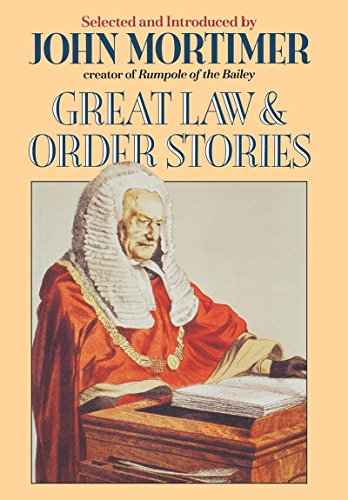 Selected and Introduced by
JOHN MORTIMER
creator of Rumpole of the Bailey
GREAT LAW &
ORDER STORIES